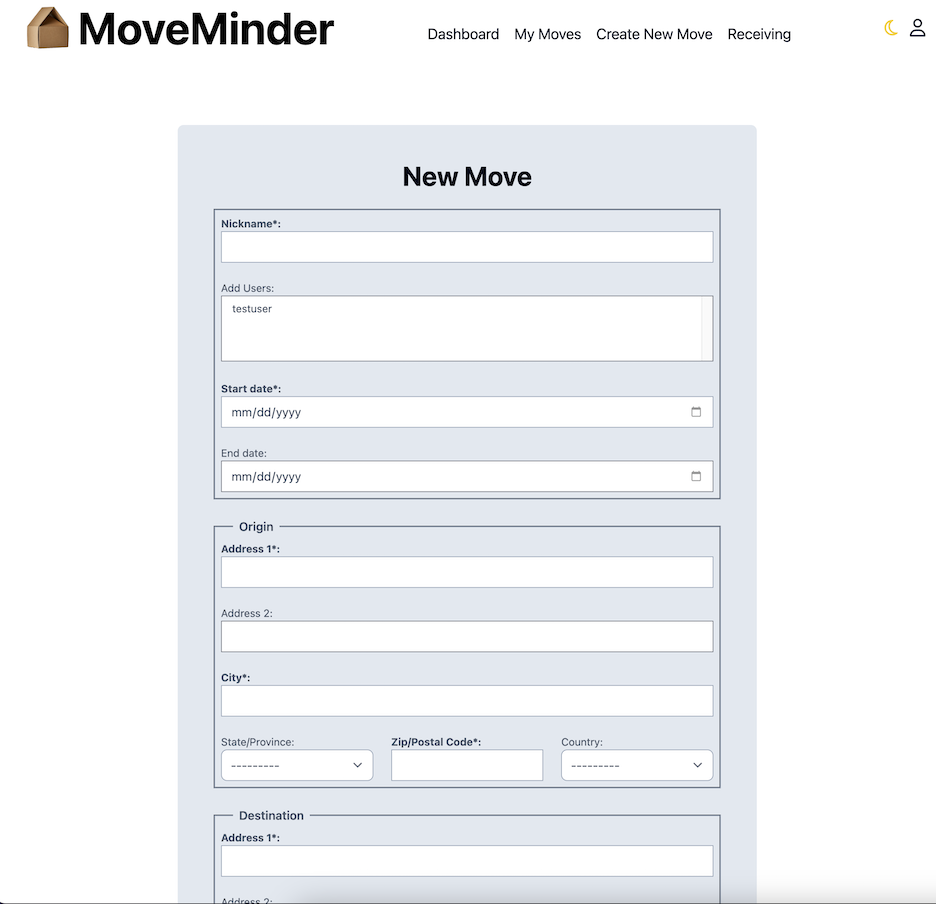 MoveMinder
Dashboard My Moves Create New Move Receiving
New Move
Nickname*:
Add Users:
testuser
Start date*:
mm/dd/yyyy
End date:
mm/dd/yyyy
Origin
Address 1*:
Address 2:
City*:
State/Province: Zip/Postal Code*: Country:
--------- ---------
Destination
Address 1*:
Address 2: